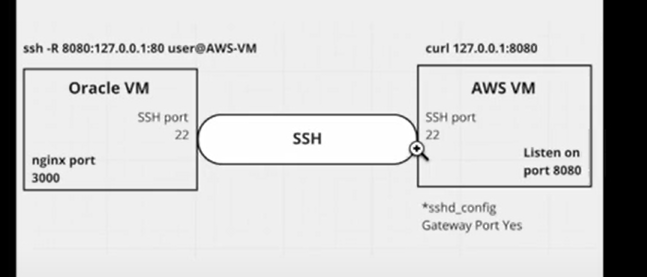 ssh -R 8080:127.0.0.1:80 user@AWS-VM
curl 127.0.0.1:8080
Oracle VM
SSH port
22
nginx port
3000
SSH
AWS VM
SSH port
22
Listen on
port 8080
*sshd_config
Gateway Port Yes